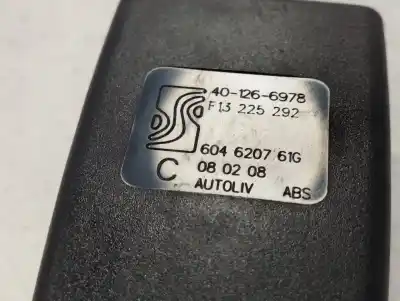 40-126-6978
F13 225 292
604 6207 61G
C 08 02 08
AUTOLIV ABS